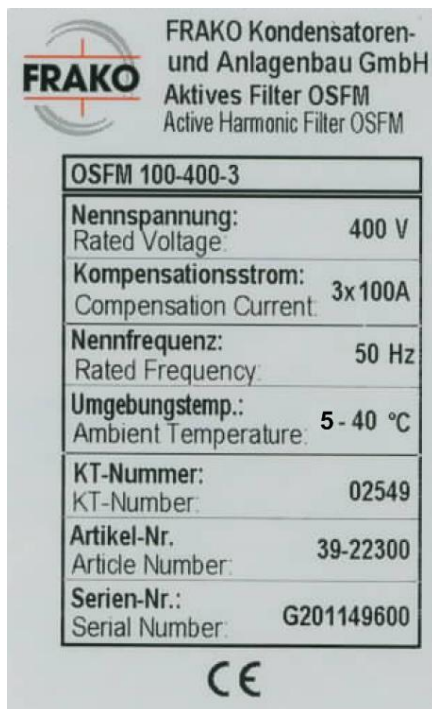 FRAKO
FRAKO Kondensatoren-
und Anlagenbau GmbH
Aktives Filter OSFM
Active Harmonic Filter OSFM
OSFM 100-400-3
Nennspannung:
Rated Voltage:
400 V
Kompensationsstrom:
Compensation Current:
3x100A
Nennfrequenz:
Rated Frequency:
50 Hz
Umgebungstemp.:
Ambient Temperature:
5 - 40 °C
KT-Nummer:
KT-Number:
02549
Artikel-Nr.
Article Number:
39-22300
Serien-Nr.:
Serial Number:
G201149600
CE